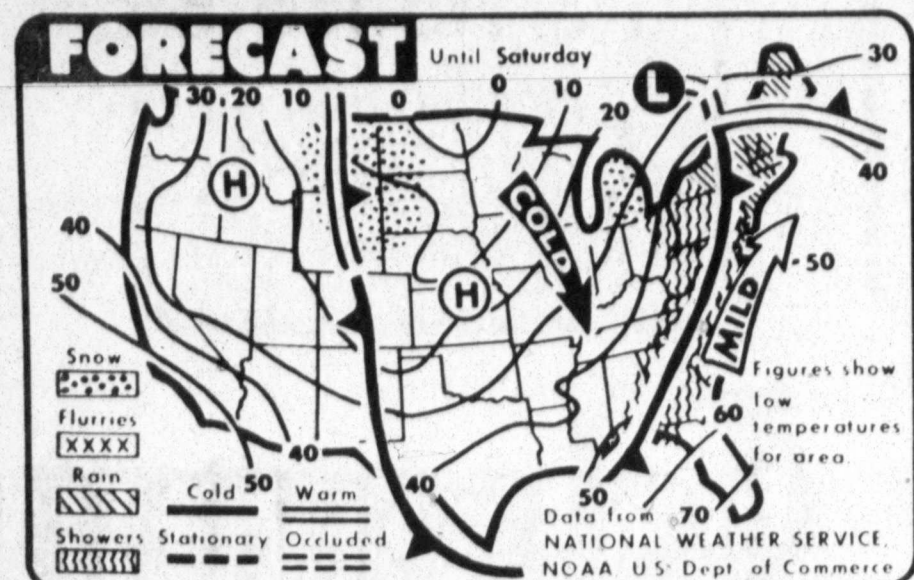 FORECAST
Until Saturday
30 20 10 0 0 10 20 L 30
40
H
COLD
40
50
H
50
MILD
Snow
Flurries
XXXX
Rain
Showers
Cold
Warm
Stationary
Occluded
40
50
40
50
60
70
Figures show
low
temperatures
for area.
Data from
NATIONAL WEATHER SERVICE,
NOAA, U.S. Dept. of Commerce